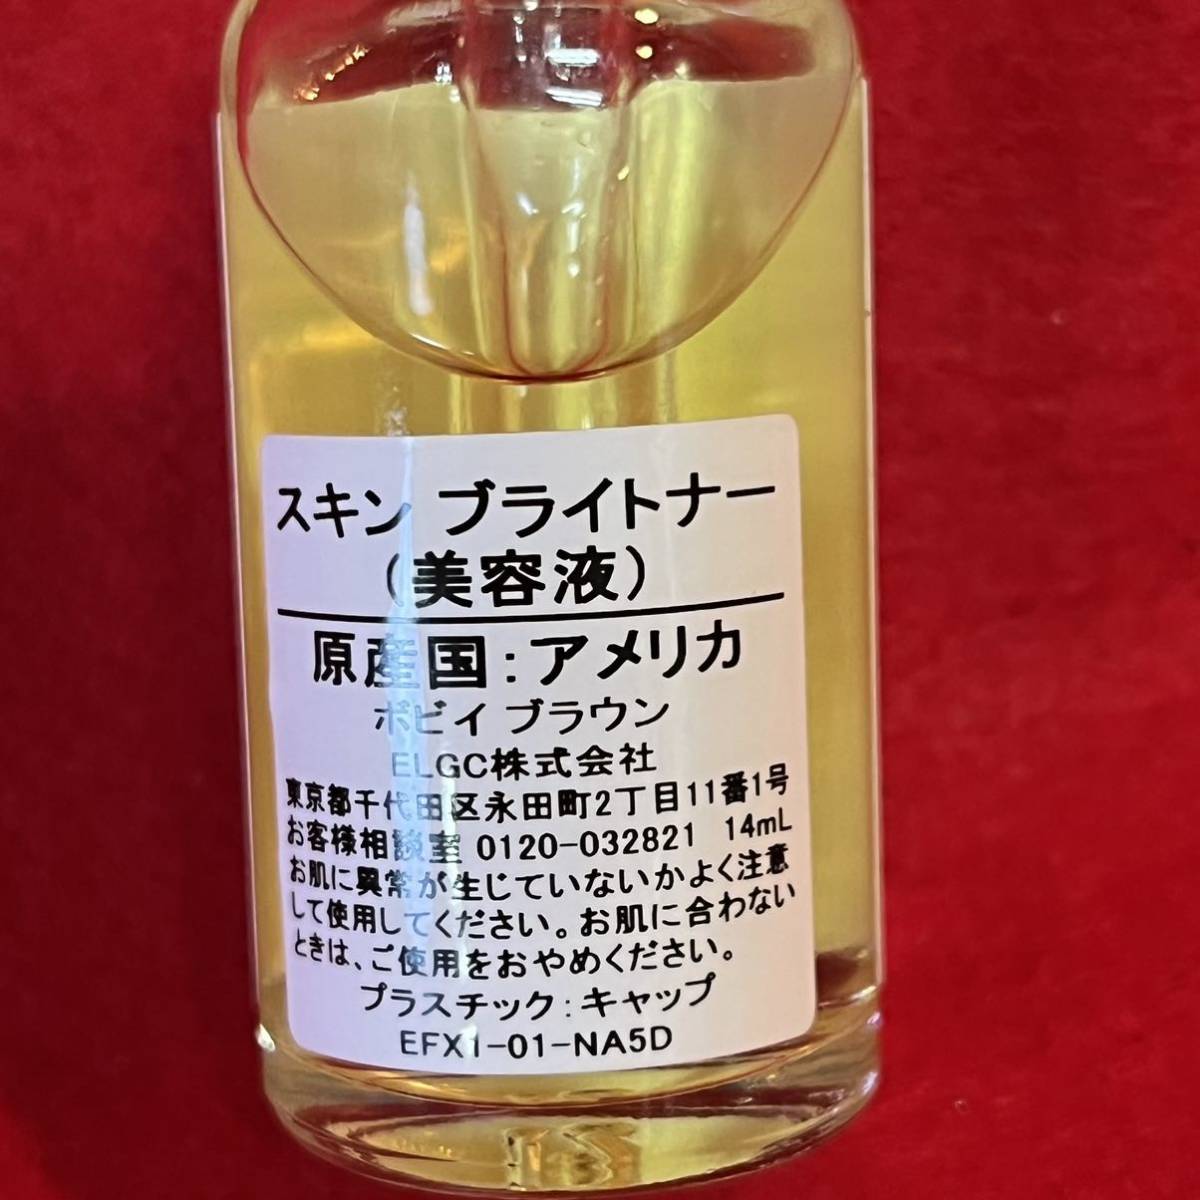 スキン ブライトナー
(美容液)
原産国:アメリカ
ボビイ ブラウン
ELGC株式会社
東京都千代田区永田町2丁目11番1号
お客様相談室 0120-032821 14mL
お肌に異常が生じていないかよく注意
して使用してください。お肌に合わない
ときは、ご使用をおやめください。
プラスチック:キャップ
EFX1-01-NA5D